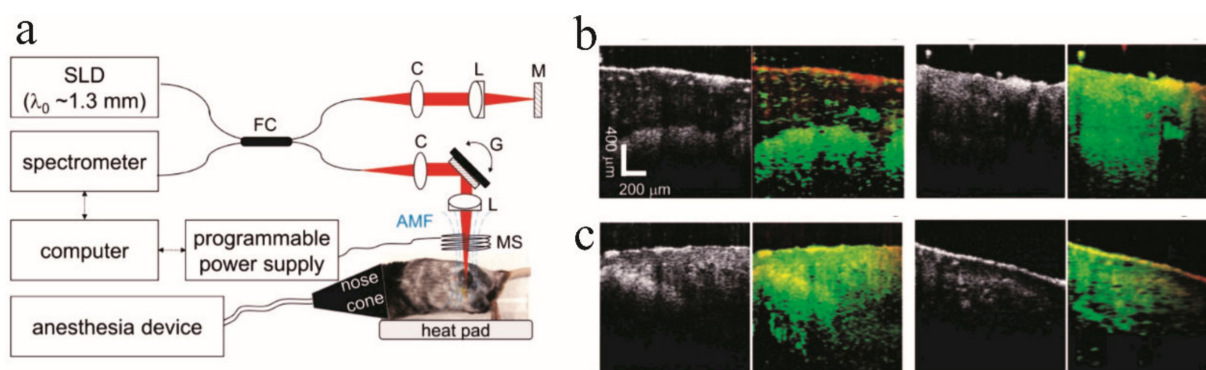 a
SLD
(λ₀ ~1.3 mm)
spectrometer
computer
programmable
power supply
anesthesia device
FC
C
L
M
C
G
L
AMF
MS
nose
cone
heat pad
b
400 µm
200 µm
c